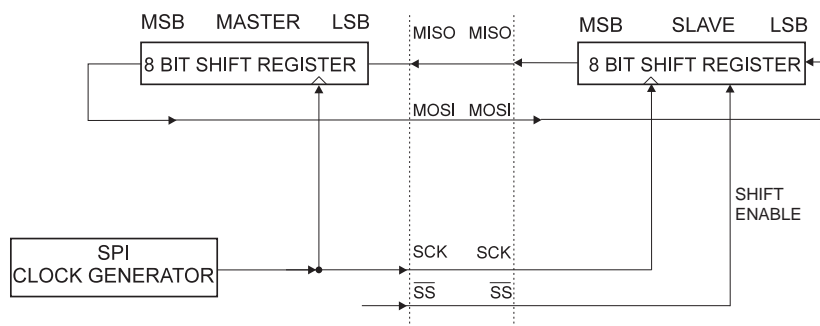 MSB MASTER LSB
8 BIT SHIFT REGISTER
MISO MISO
MSB SLAVE LSB
8 BIT SHIFT REGISTER
MOSI MOSI
SHIFT
ENABLE
SPI
CLOCK GENERATOR
SCK SCK
SS SS